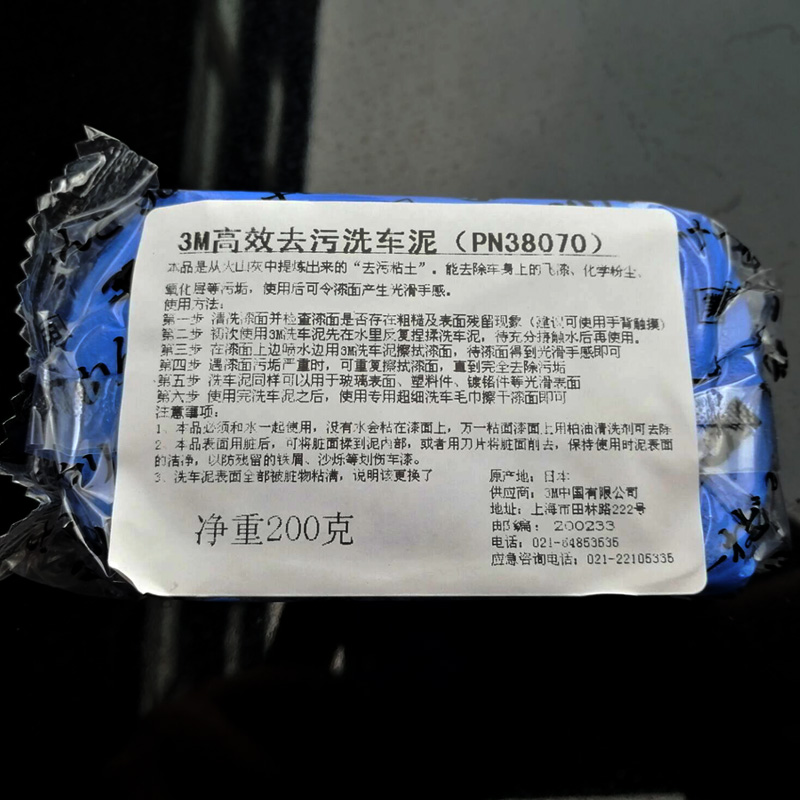 3M高效去污洗车泥（PN38070）
本品是从火山灰中提炼出来的“去污粘土”。能去除车身上的飞漆、化学粉尘、
氧化层等污垢，使用后可令漆面产生光滑手感。
使用方法：
第一步 清洗漆面并检查漆面是否存在粗糙及表面残留现象（建议可使用手背触摸）
第二步 初次使用3M洗车泥先在水里反复捏揉洗车泥，待充分接触水后再使用。
第三步 在漆面上边喷水边用3M洗车泥擦拭漆面，待漆面得到光滑手感即可
第四步 遇漆面污垢严重时，可重复擦拭漆面，直到完全去除污垢
第五步 洗车泥同样可以用于玻璃表面、塑料件、镀铬件等光滑表面
第六步 使用完洗车泥之后，使用专用超细洗车毛巾擦干漆面即可
注意事项：
1、本品必须和水一起使用，没有水会粘在漆面上，万一粘面漆面上用柏油清洗剂可去除
2、本品表面用脏后，可将脏面揉到泥内部，或者用刀片将脏面削去，保持使用时泥表面
的洁净，以防残留的铁屑、沙烁等划伤车漆。
3、洗车泥表面全部被脏物粘满，说明该更换了
净重200克
原产地：日本
供应商：3M中国有限公司
地址：上海市田林路222号
邮编：200233
电话：021-64853636
应急咨询电话：021-22105335